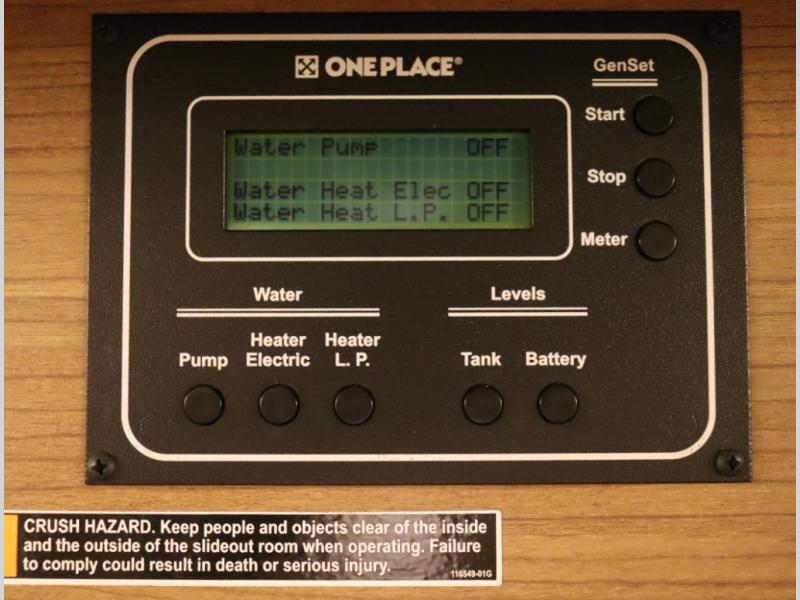 ONE PLACE®
GenSet
Start
Stop
Meter
Water Pump OFF
Water Heat Elec OFF
Water Heat L.P. OFF
Water
Levels
Pump
Heater
Electric
Heater
L. P.
Tank
Battery
CRUSH HAZARD. Keep people and objects clear of the inside
and the outside of the slideout room when operating. Failure
to comply could result in death or serious injury.
116549-01G